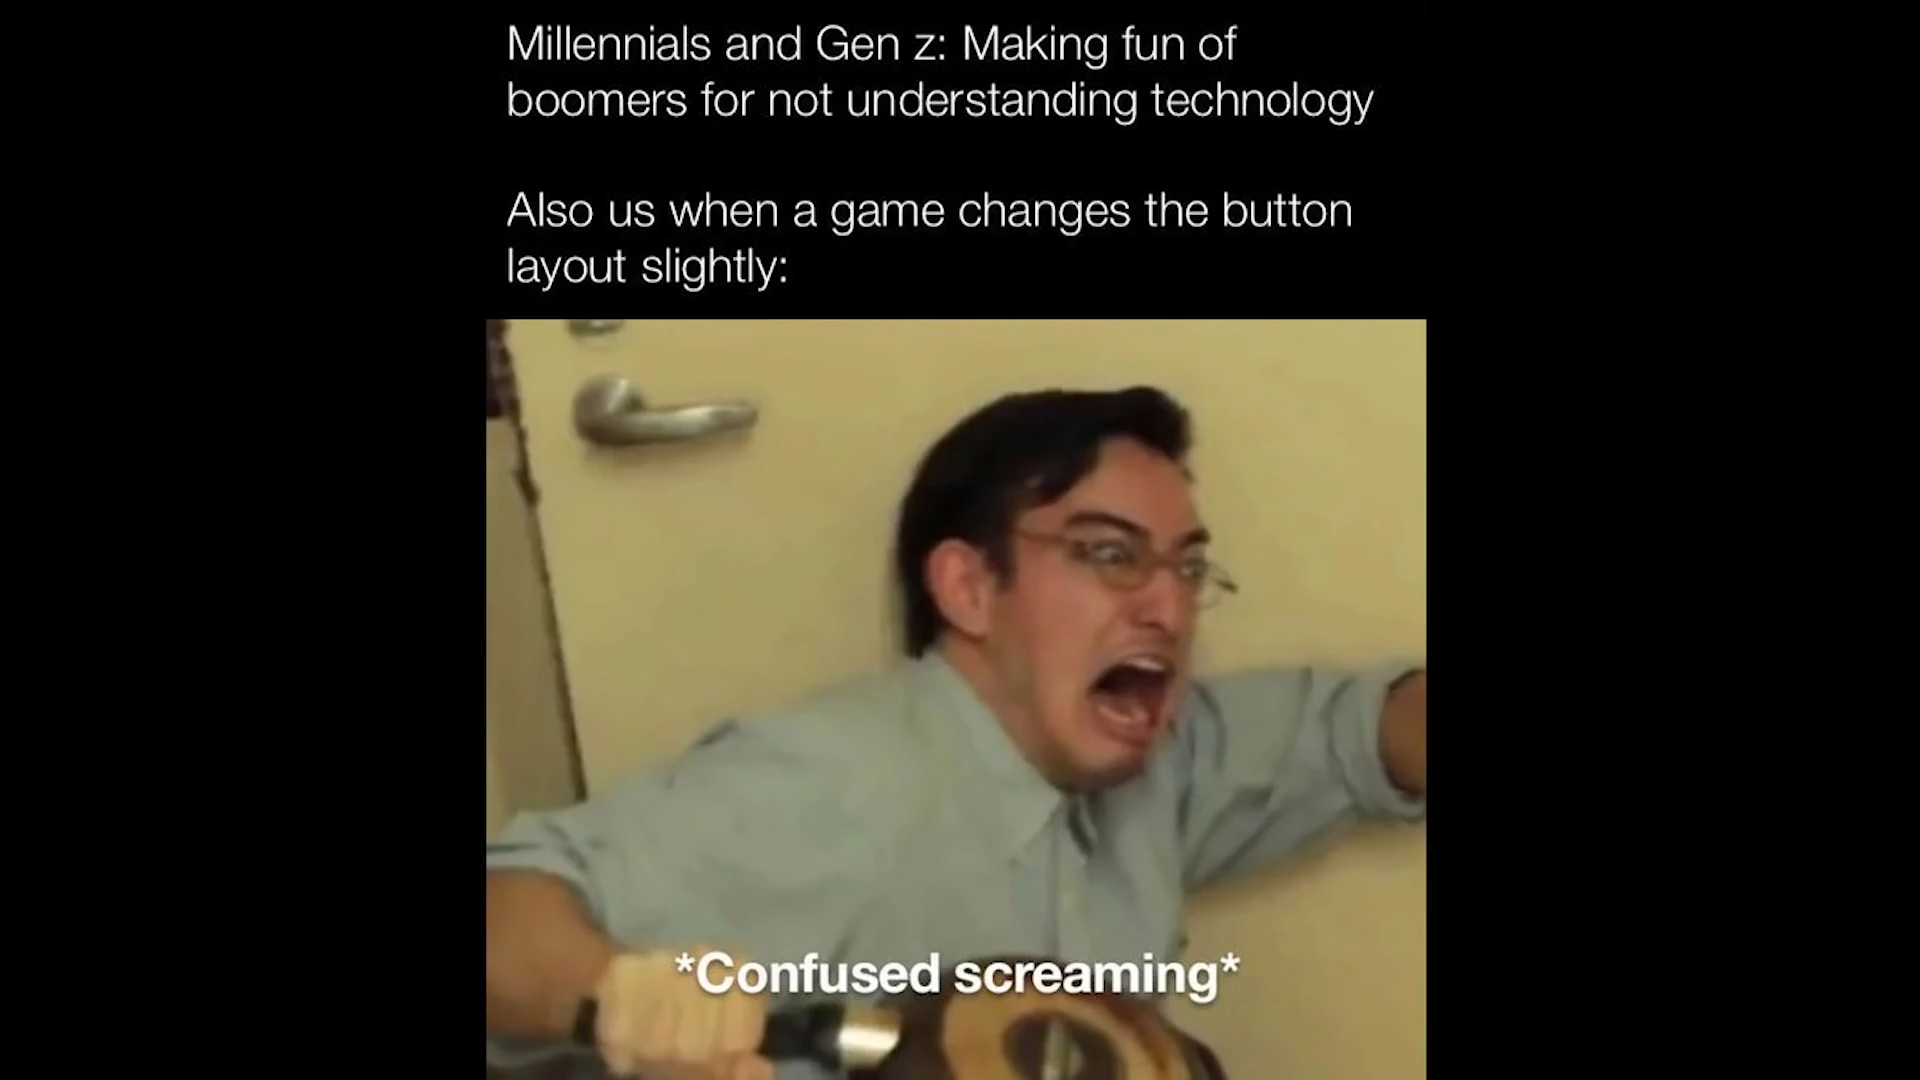 Millennials and Gen z: Making fun of
boomers for not understanding technology
Also us when a game changes the button
layout slightly:
*Confused screaming*